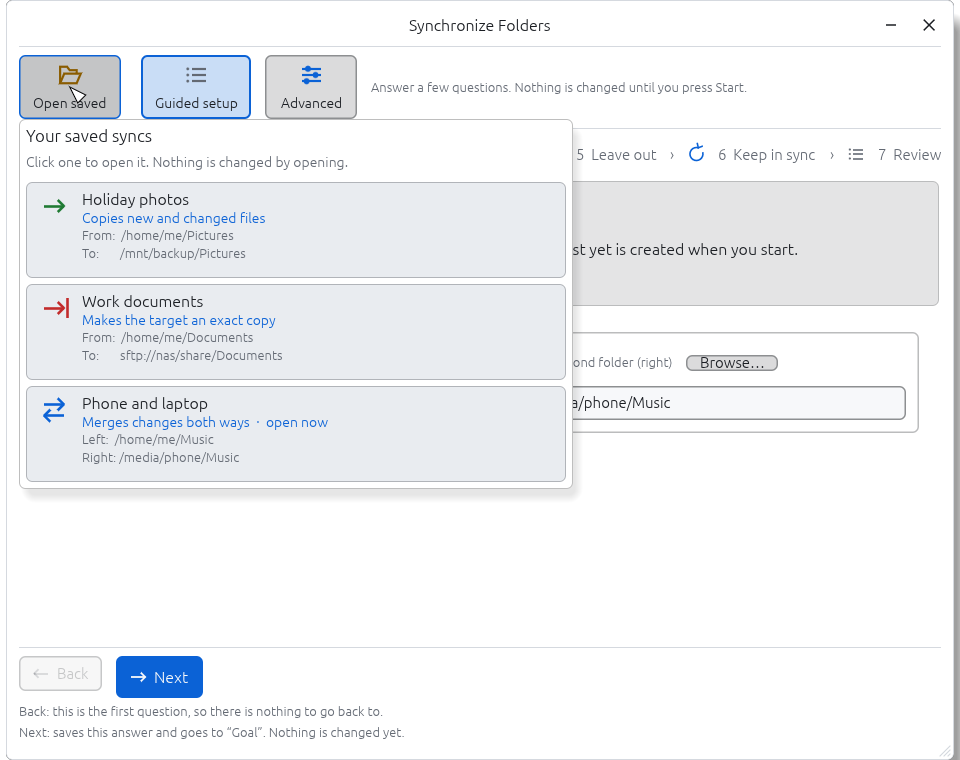 Synchronize Folders
Open saved
Guided setup
Advanced
Answer a few questions. Nothing is changed until you press Start.
Your saved syncs
Click one to open it. Nothing is changed by opening.
5 Leave out › 6 Keep in sync › 7 Review
Holiday photos
Copies new and changed files
From: /home/me/Pictures
To: /mnt/backup/Pictures
yet is created when you start.
Work documents
Makes the target an exact copy
From: /home/me/Documents
To: sftp://nas/share/Documents
folder (right)
Browse…
Phone and laptop
Merges changes both ways · open now
Left: /home/me/Music
Right: /media/phone/Music
/phone/Music
← Back
→ Next
Back: this is the first question, so there is nothing to go back to.
Next: saves this answer and goes to “Goal”. Nothing is changed yet.